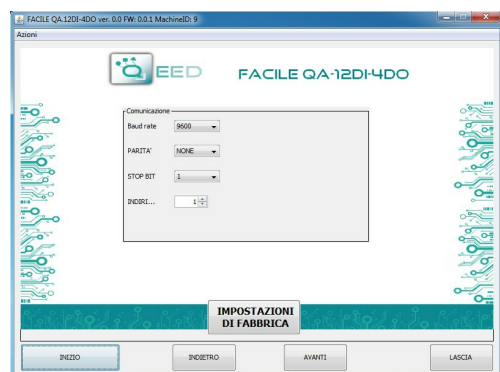 FACILE QA.12DI-4DO ver. 0.0 FW: 0.0.1 MachineID: 9
Azioni
QEED
FACILE QA-12DI-4DO
Comunicazione
Baud rate 9600
PARITA' NONE
STOP BIT 1
INDIRI... 1
IMPOSTAZIONI
DI FABBRICA
INIZIO INDIETRO AVANTI LASCIA